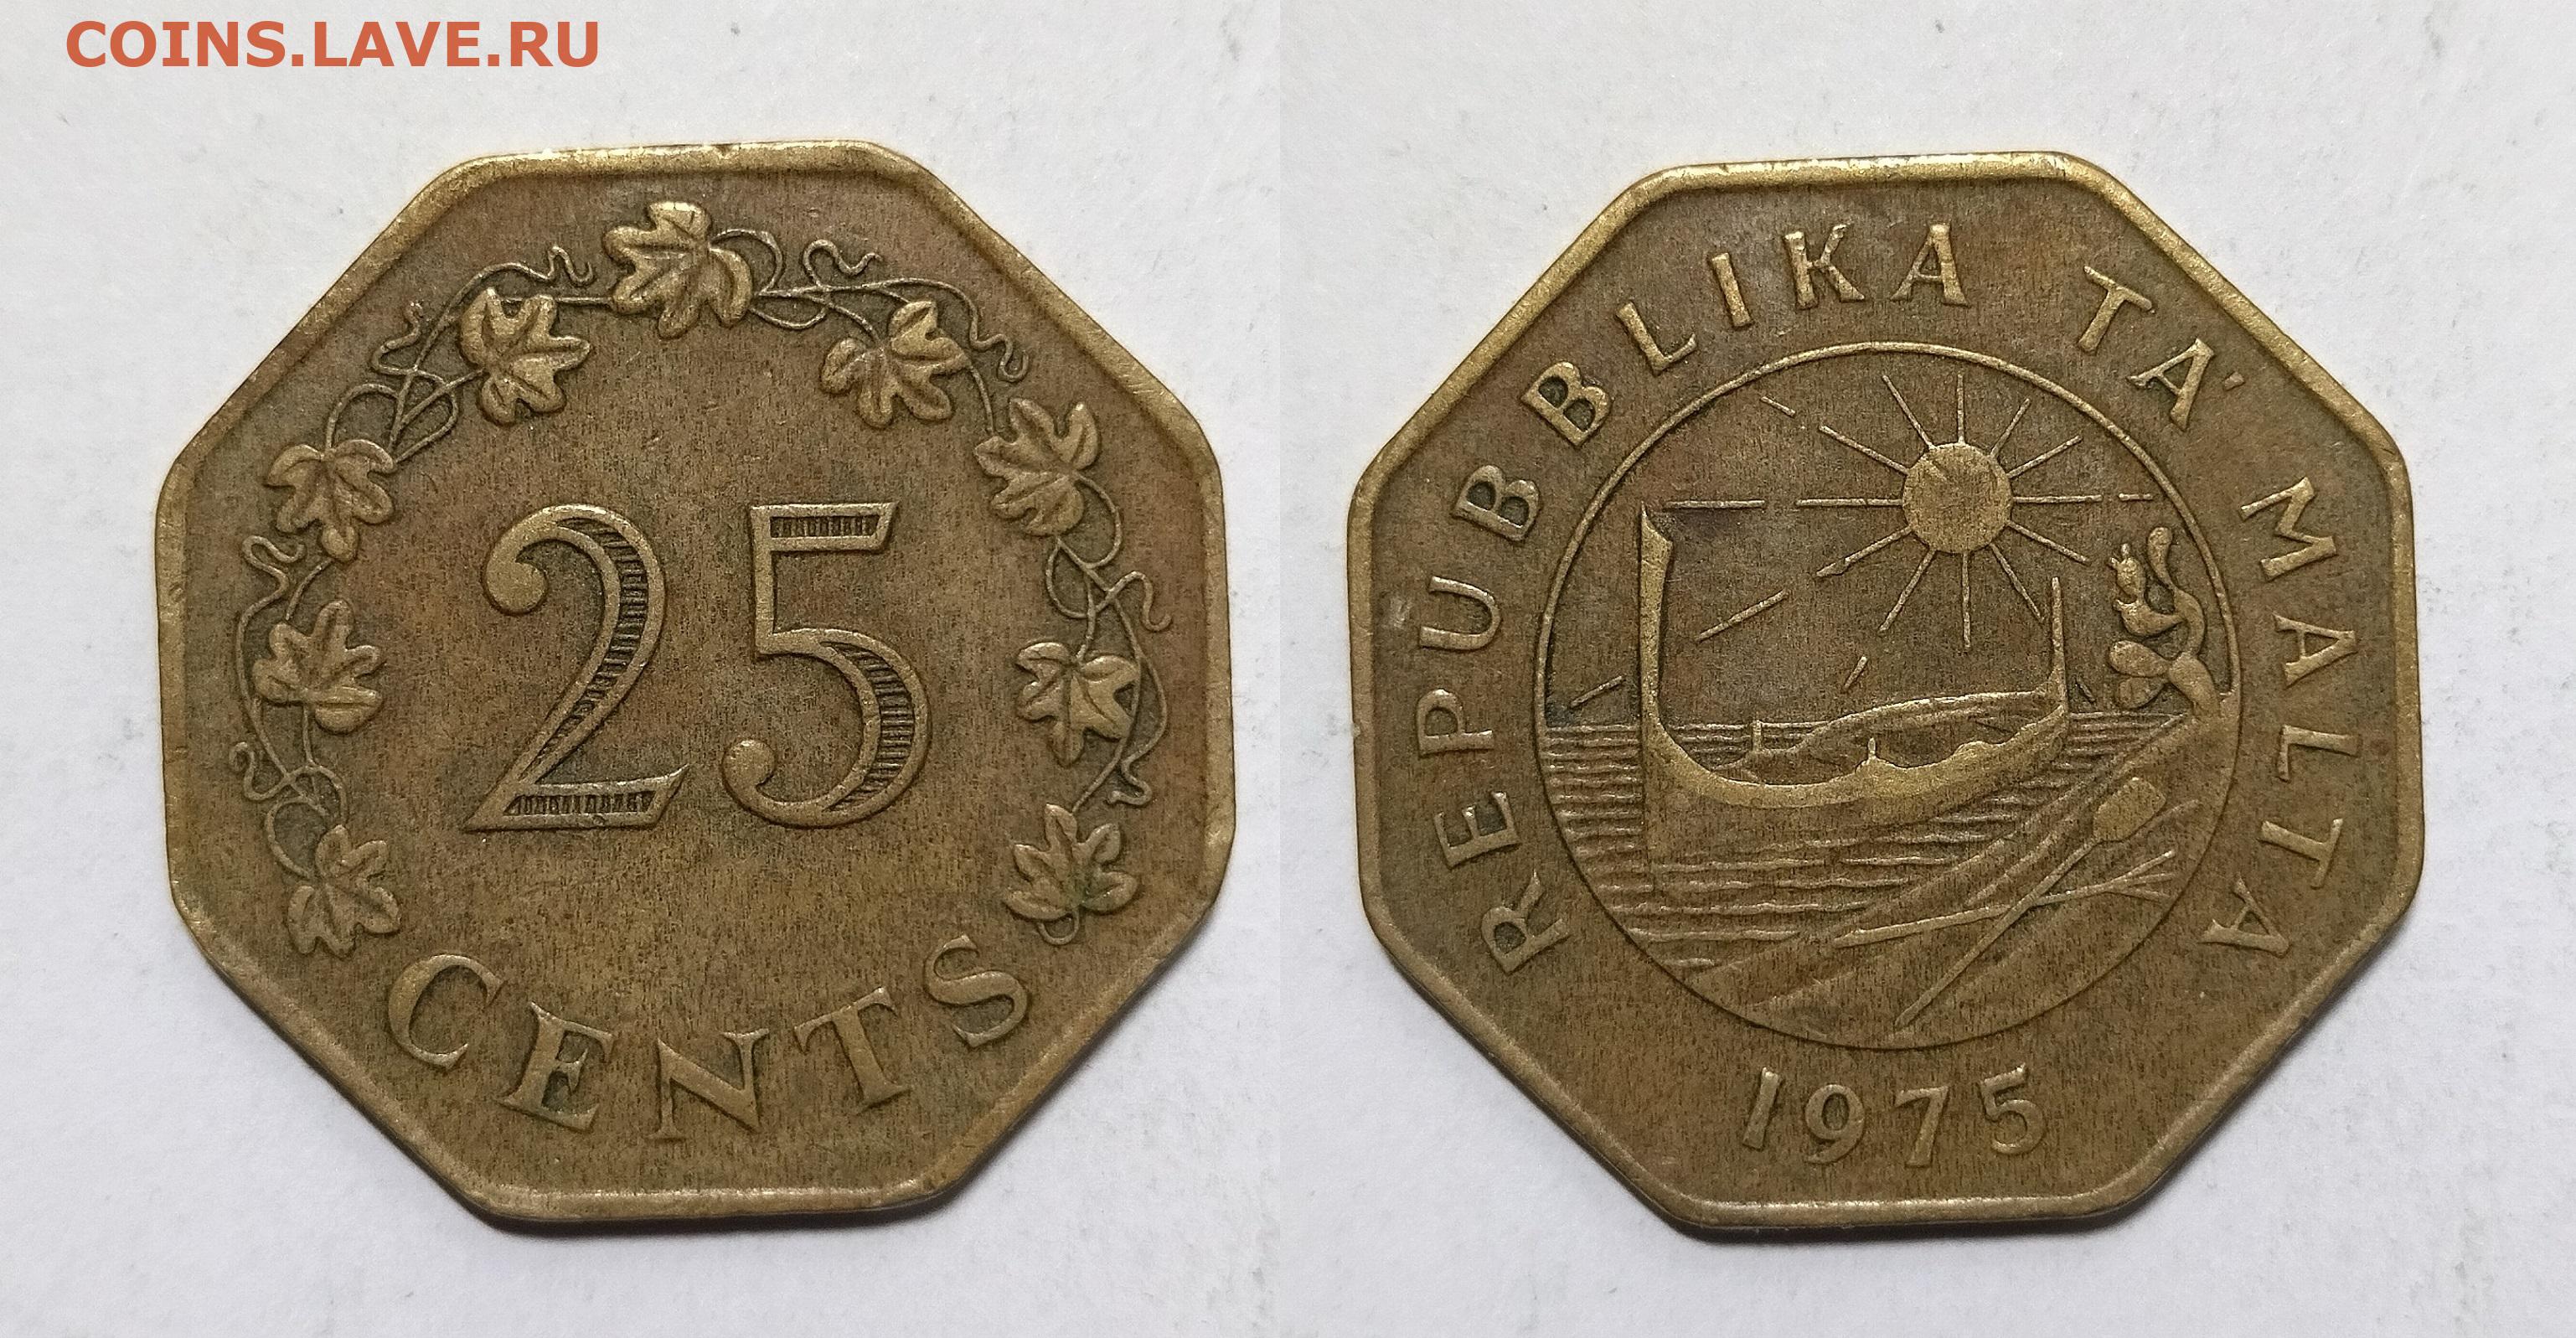 COINS.LAVE.RU
25
CENTS
REPUBBLIKA TA' MALTA
1975